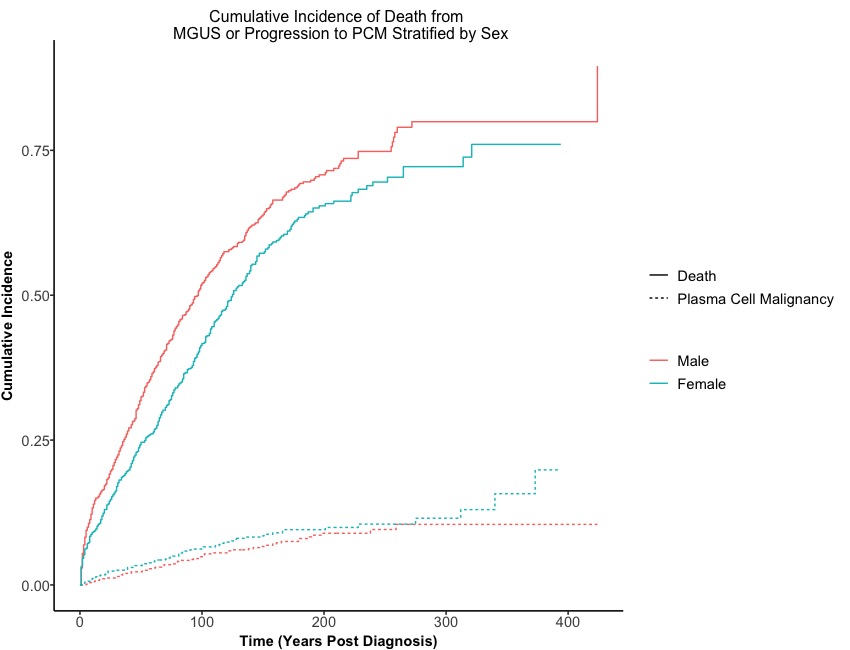 Cumulative Incidence of Death from
MGUS or Progression to PCM Stratified by Sex
Cumulative Incidence
0.75
0.50
0.25
0.00
0 100 200 300 400
Time (Years Post Diagnosis)
Death
Plasma Cell Malignancy
Male
Female